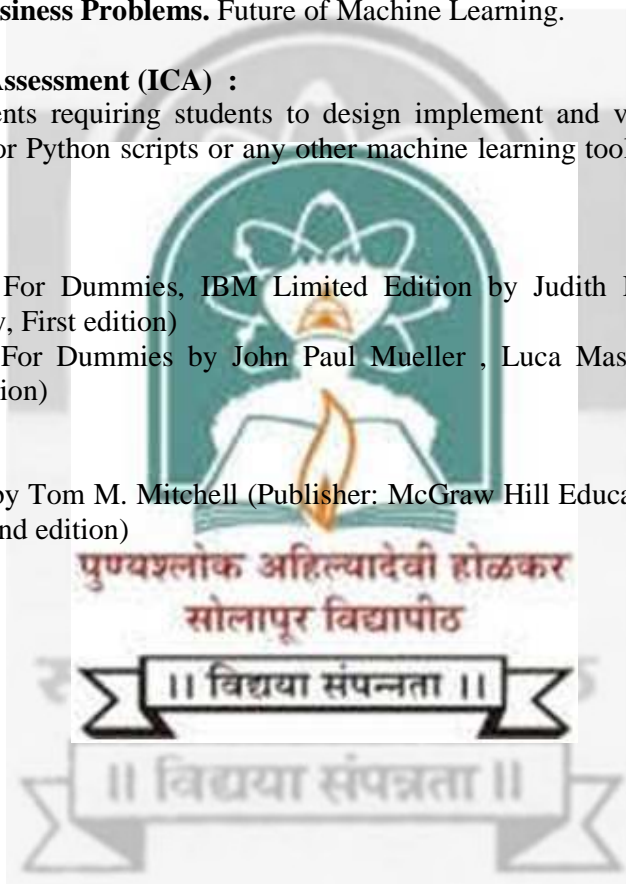 siness Problems. Future of Machine Learning.
Assessment (ICA) :
ents requiring students to design implement and v
or Python scripts or any other machine learning tool
For Dummies, IBM Limited Edition by Judith
y, First edition)
For Dummies by John Paul Mueller , Luca Mas
ion)
by Tom M. Mitchell (Publisher: McGraw Hill Educa
nd edition)
पुण्यश्लोक अहिल्यादेवी होळकर
सोलापूर विद्यापीठ
।। विद्यया संपन्नता ।।
।। विद्यया संपन्नता ।।